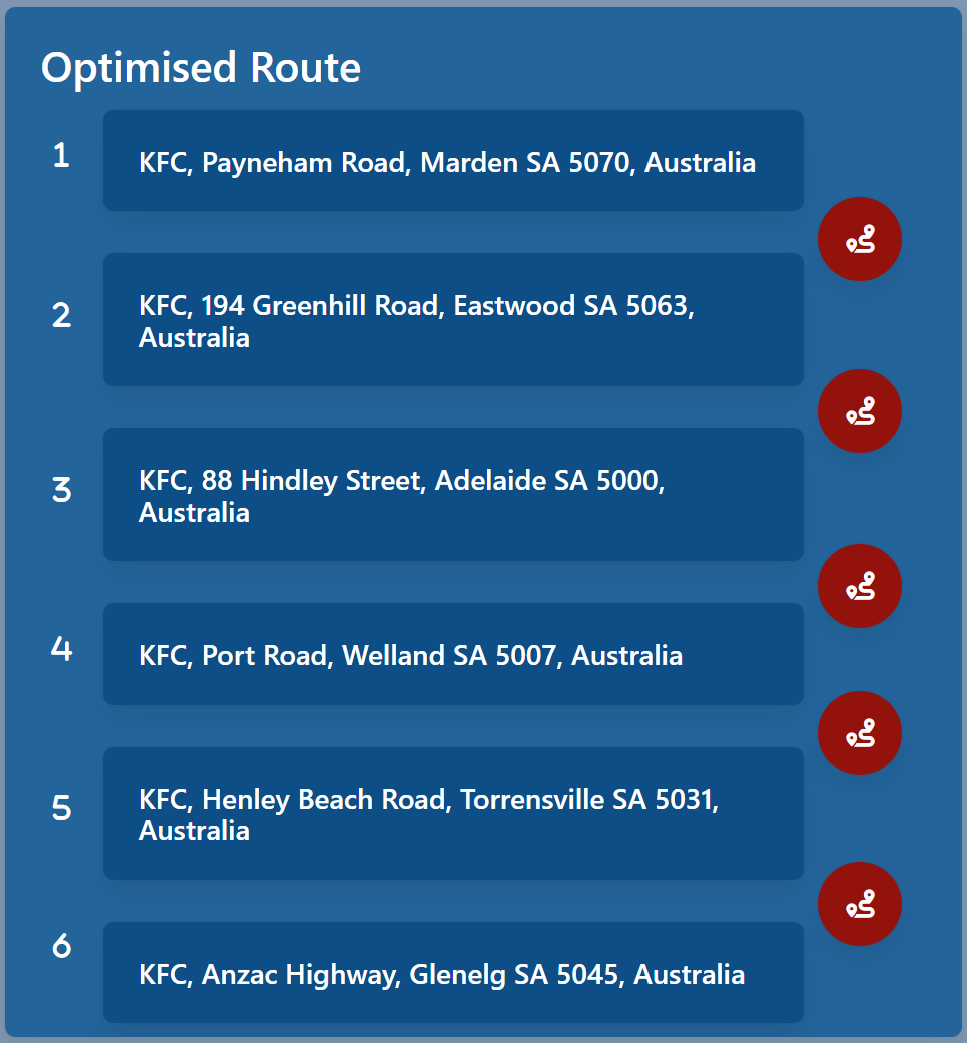 Optimised Route
1
KFC, Payneham Road, Marden SA 5070, Australia
2
KFC, 194 Greenhill Road, Eastwood SA 5063,
Australia
3
KFC, 88 Hindley Street, Adelaide SA 5000,
Australia
4
KFC, Port Road, Welland SA 5007, Australia
5
KFC, Henley Beach Road, Torrensville SA 5031,
Australia
6
KFC, Anzac Highway, Glenelg SA 5045, Australia